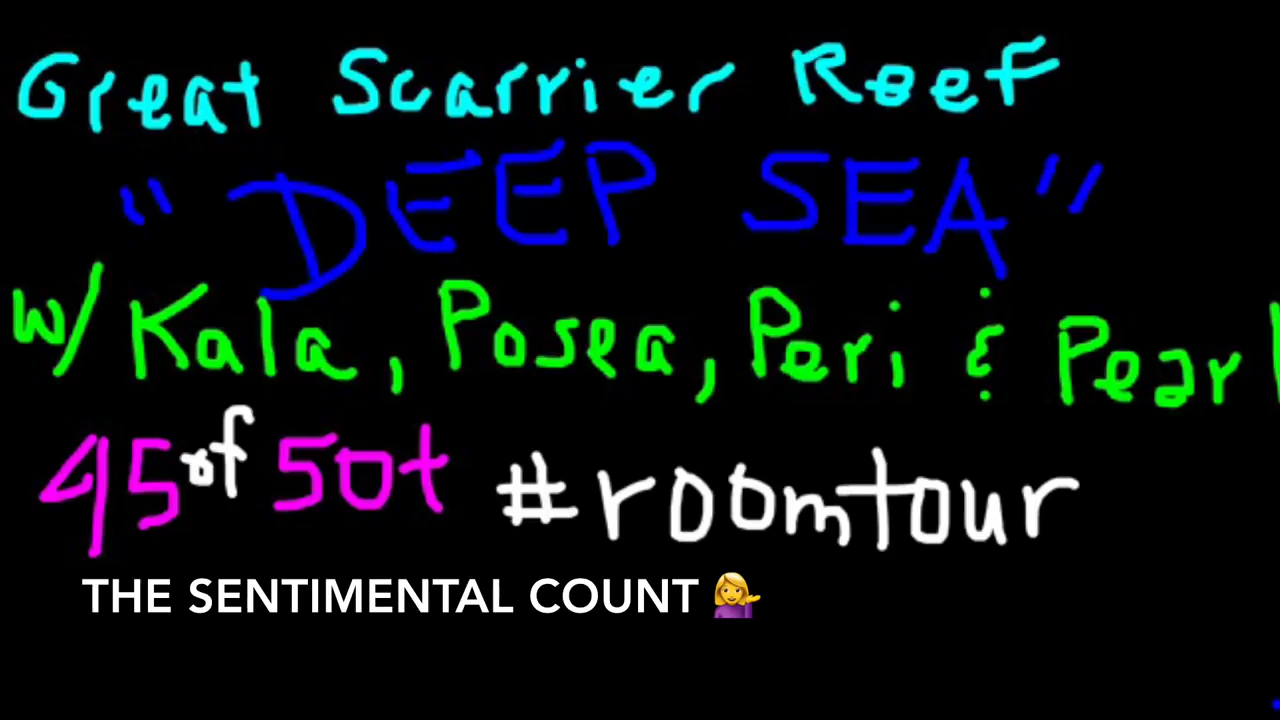 Great Scarrier Reef
"DEEP SEA"
w/ Kala, Posea, Peri & Pearl
45 of 50t #roomtour
THE SENTIMENTAL COUNT 💁‍♀️